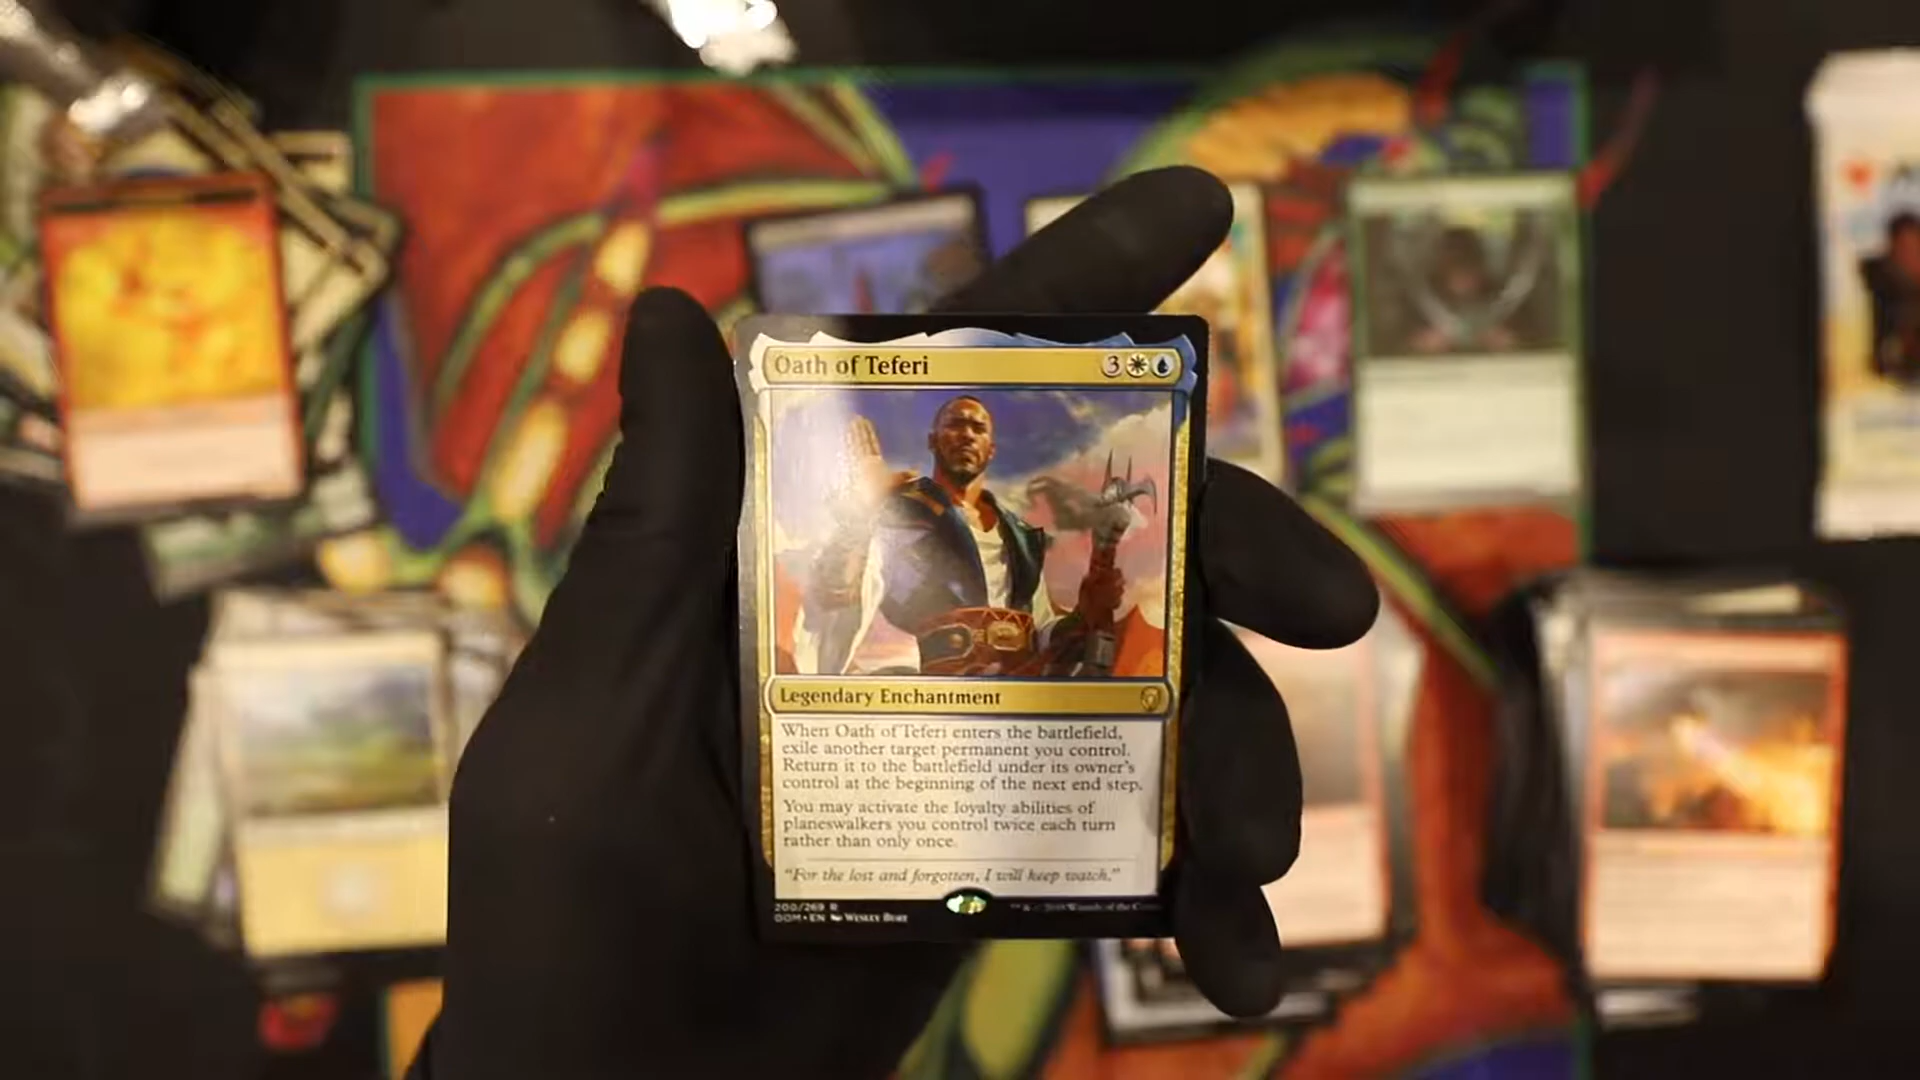 Oath of Teferi 3
Legendary Enchantment
When Oath of Teferi enters the battlefield,
exile another target permanent you control.
Return it to the battlefield under its owner's
control at the beginning of the next end step.
You may activate the loyalty abilities of
planeswalkers you control twice each turn
rather than only once.
"For the lost and forgotten, I will keep watch."
200/269 R
DOM • EN Wesley Burt